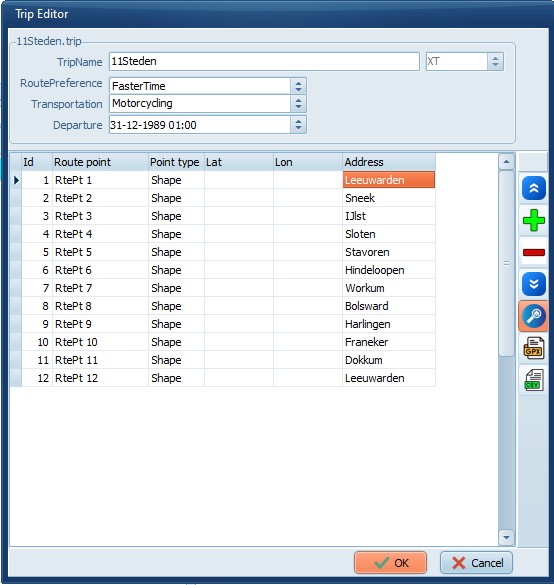 Trip Editor
11Steden.trip
TripName 11Steden XT
RoutePreference FasterTime
Transportation Motorcycling
Departure 31-12-1989 01:00
Id Route point Point type Lat Lon Address
1 RtePt 1 Shape Leeuwarden
2 RtePt 2 Shape Sneek
3 RtePt 3 Shape IJlst
4 RtePt 4 Shape Sloten
5 RtePt 5 Shape Stavoren
6 RtePt 6 Shape Hindeloopen
7 RtePt 7 Shape Workum
8 RtePt 8 Shape Bolsward
9 RtePt 9 Shape Harlingen
10 RtePt 10 Shape Franeker
11 RtePt 11 Shape Dokkum
12 RtePt 12 Shape Leeuwarden
GPX
CSV
OK Cancel